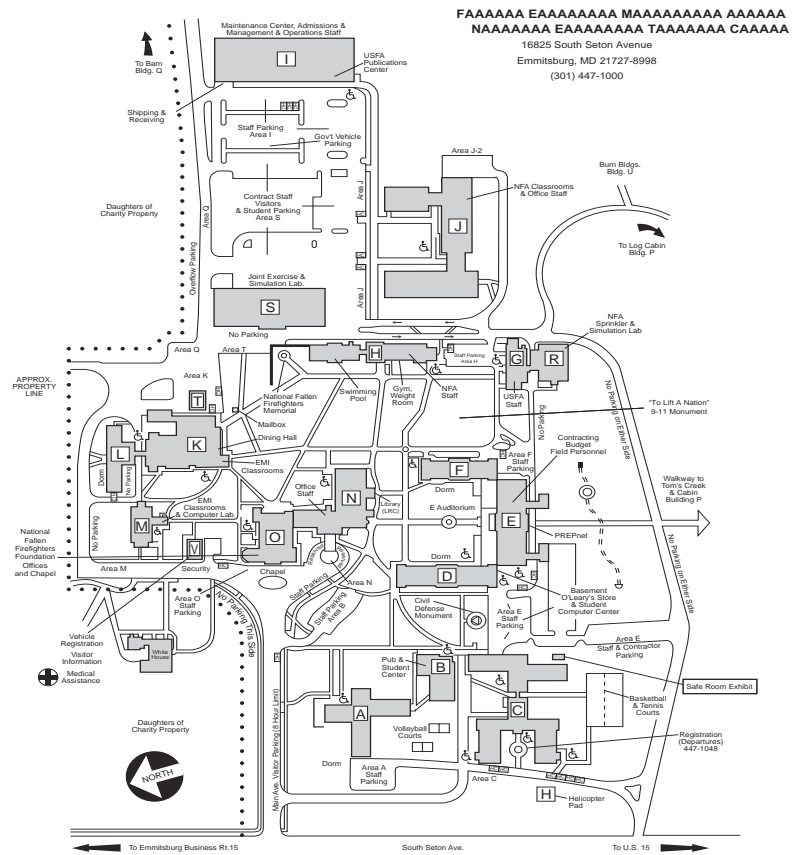 FAAAAAA EAAAAAAAA MAAAAAAAAA AAAAAA
NAAAAAAA EAAAAAAAA TAAAAAAA CAAAAA
16825 South Seton Avenue
Emmitsburg, MD 21727-8998
(301) 447-1000
Maintenance Center, Admissions &
Management & Operations Staff
I
USFA
Publications
Center
To Barn
Bldg. Q
Shipping &
Receiving
Staff Parking
Area I
Gov't Vehicle
Parking
Area J-2
Burn Bldgs.
Bldg. U
NFA Classrooms
& Office Staff
J
Area J
Daughters of
Charity Property
Area Q
Contract Staff
Visitors
& Student Parking
Area S
To Log Cabin
Bldg. P
Overflow Parking
Joint Exercise &
Simulation Lab.
S
Area J
No Parking
NFA
Sprinkler &
Simulation Lab
Area Q
Area T
H
Staff Parking
Area H
G
R
APPROX.
PROPERTY
LINE
Area K
T
National Fallen
Firefighters
Memorial
Swimming
Pool
Gym,
Weight
Room
NFA
Staff
USFA
Staff
No Parking
No Parking on Either Side
"To Lift A Nation"
9-11 Monument
Mailbox
Dining Hall
K
L
EMI
Classrooms
Contracting
Budget
Field Personnel
Area F
Staff
Parking
F
Dorm
No Parking
Dorm
Office
Staff
N
Library
(LRC)
E Auditorium
E
Walkway to
Tom's Creek
& Cabin
Building P
EMI
Classrooms
& Computer Lab
M
No Parking
O
V
PREPnet
National
Fallen
Firefighters
Foundation
Offices
and Chapel
Chapel
Area M
Security
Dorm
D
Area N
No Parking on Either Side
Staff Parking
Staff Parking
Area B
Area O
Staff
Parking
No Parking This Side
Civil
Defense
Monument
Basement
O'Leary's Store
& Student
Computer Center
Area E
Staff
Parking
Vehicle
Registration
Visitor
Information
White
House
Area E
Staff & Contractor
Parking
Medical
Assistance
Pub &
Student
Center
B
Safe Room Exhibit
A
C
Basketball
& Tennis
Courts
Daughters of
Charity Property
Volleyball
Courts
Registration
(Departures)
447-1048
Main Ave. Visitor Parking (8 Hour Limit)
Dorm
Area A
Staff
Parking
Area C
NORTH
H
Helicopter
Pad
To Emmitsburg Business Rt.15
South Seton Ave.
To U.S. 15